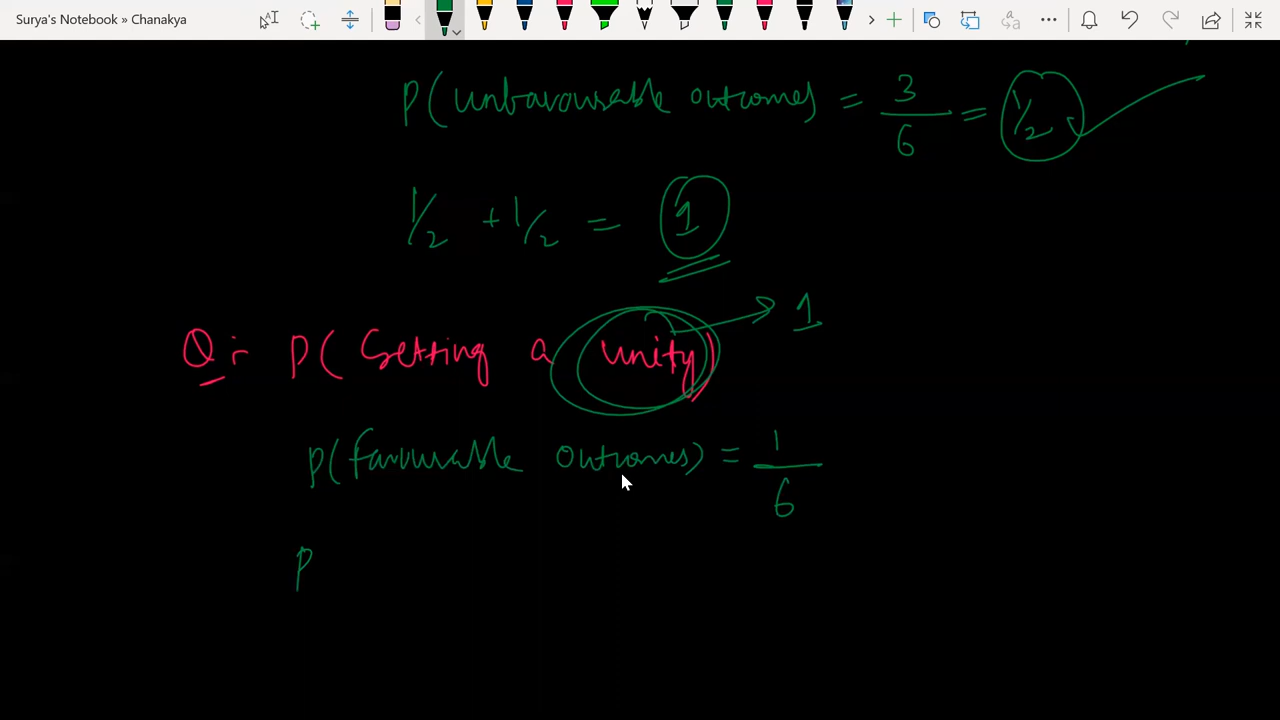 Surya's Notebook » Chanakya
P(unbavourable outcomes) = 3/6 = 1/2
1/2 + 1/2 = 1
Q:- P(Getting a unity) → 1
P(favourable outcomes) = 1/6
P